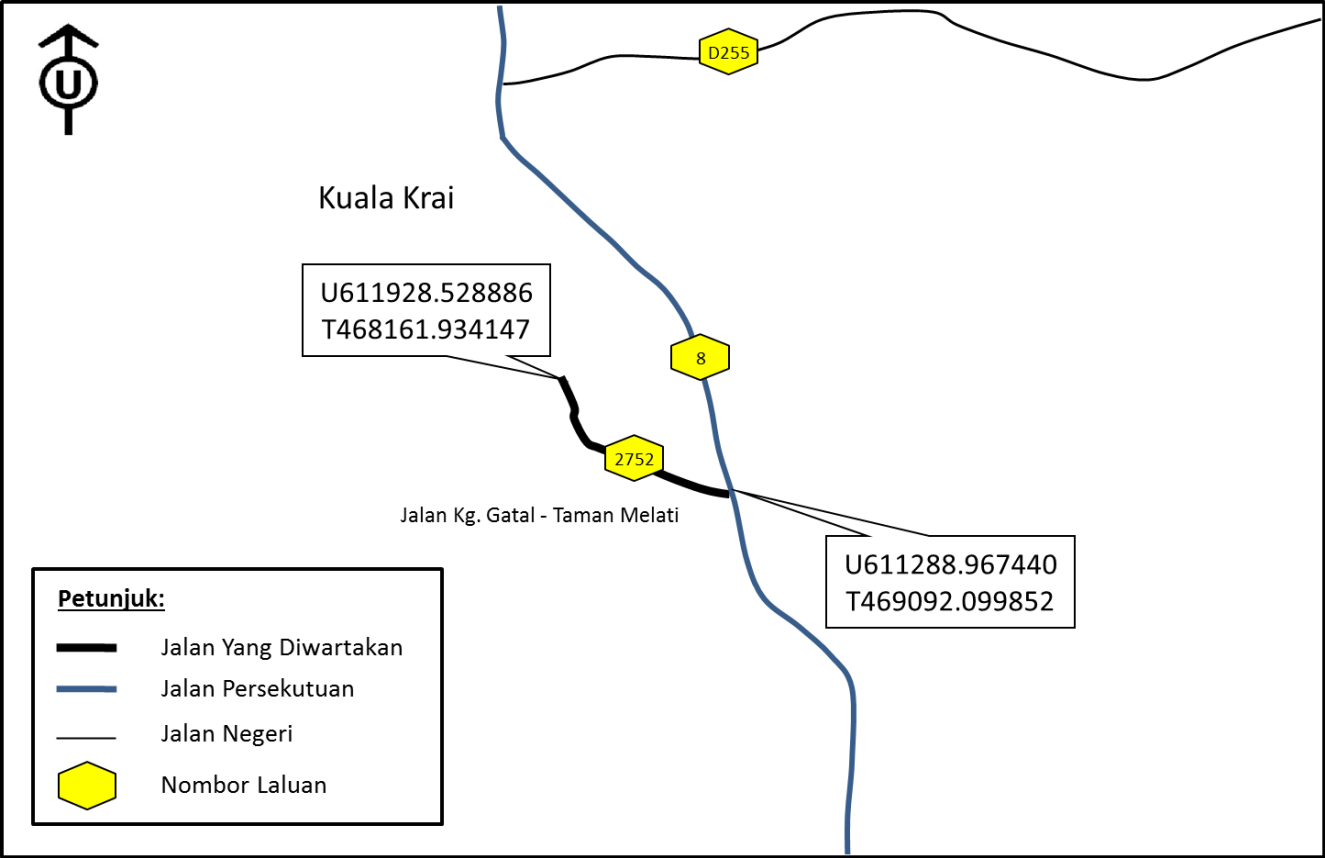 U
D255
Kuala Krai
U611928.528886
T468161.934147
8
2752
Jalan Kg. Gatal - Taman Melati
U611288.967440
T469092.099852
Petunjuk:
Jalan Yang Diwartakan
Jalan Persekutuan
Jalan Negeri
Nombor Laluan